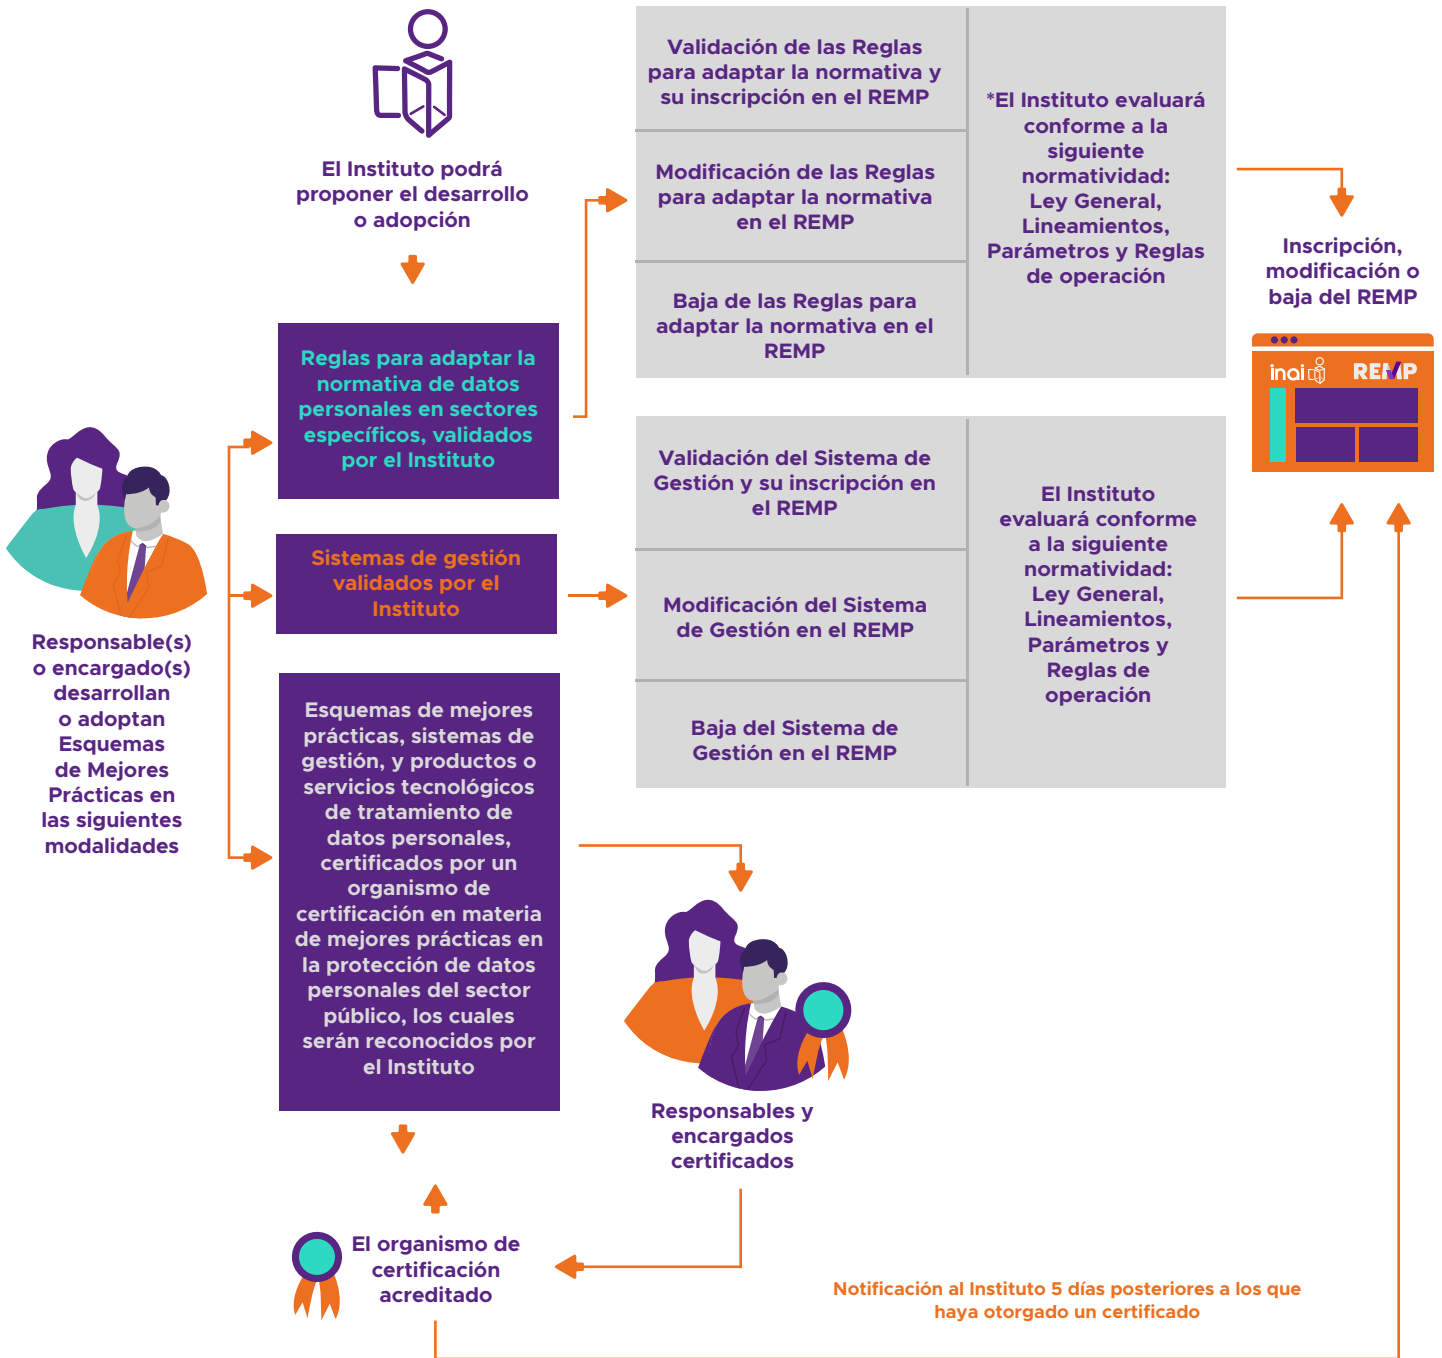 El Instituto podrá
proponer el desarrollo
o adopción
Validación de las Reglas
para adaptar la normativa y
su inscripción en el REMP
Modificación de las Reglas
para adaptar la normativa
en el REMP
Baja de las Reglas para
adaptar la normativa en el
REMP
*El Instituto evaluará
conforme a la
siguiente
normatividad:
Ley General,
Lineamientos,
Parámetros y Reglas
de operación
Inscripción,
modificación o
baja del REMP
inai REMP
Reglas para adaptar la
normativa de datos
personales en sectores
específicos, validados
por el Instituto
Sistemas de gestión
validados por el
Instituto
Validación del Sistema de
Gestión y su inscripción en
el REMP
Modificación del Sistema
de Gestión en el REMP
Baja del Sistema de
Gestión en el REMP
El Instituto
evaluará conforme
a la siguiente
normatividad:
Ley General,
Lineamientos,
Parámetros y
Reglas de
operación
Responsable(s)
o encargado(s)
desarrollan
o adoptan
Esquemas
de Mejores
Prácticas en
las siguientes
modalidades
Esquemas de mejores
prácticas, sistemas de
gestión, y productos o
servicios tecnológicos
de tratamiento de
datos personales,
certificados por un
organismo de
certificación en materia
de mejores prácticas en
la protección de datos
personales del sector
público, los cuales
serán reconocidos por
el Instituto
Responsables y
encargados
certificados
El organismo de
certificación
acreditado
Notificación al Instituto 5 días posteriores a los que
haya otorgado un certificado